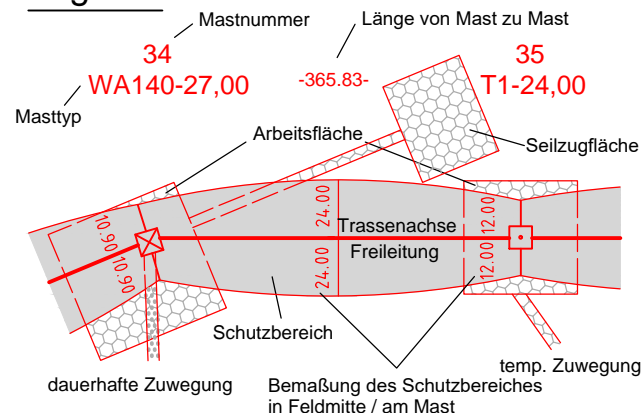 Mastnummer
Länge von Mast zu Mast
34
35
WA140-27,00
-365.83-
T1-24,00
Masttyp
Arbeitsfläche
Seilzugfläche
10.90
10.90
24.00
24.00
12.00
12.00
Trassenachse
Freileitung
Schutzbereich
temp. Zuwegung
dauerhafte Zuwegung
Bemaßung des Schutzbereiches
in Feldmitte / am Mast